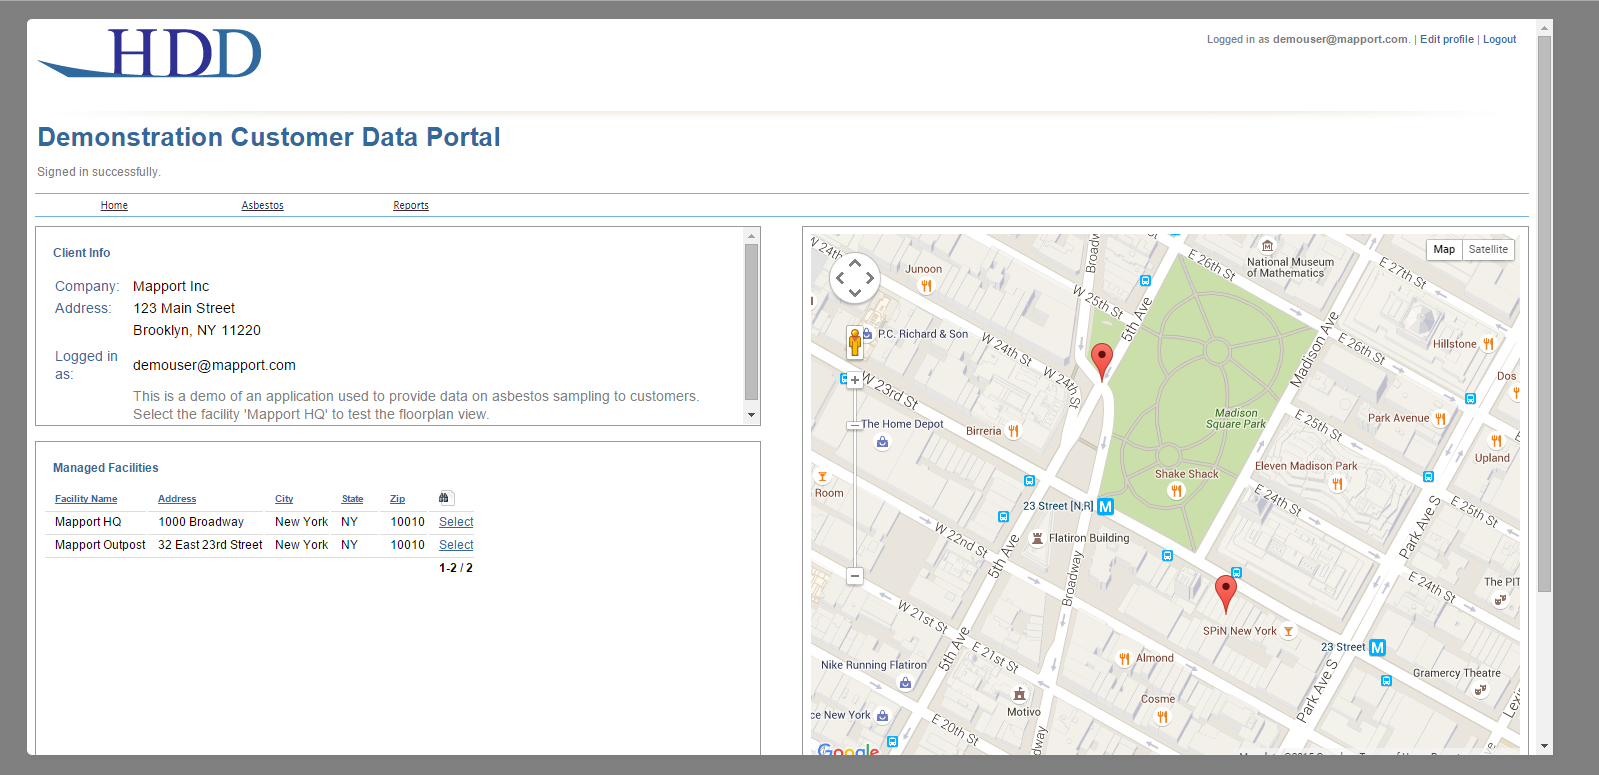 HDD
Logged in as demouser@mapport.com. | Edit profile | Logout
Demonstration Customer Data Portal
Signed in successfully.
Home Asbestos Reports
Client Info
Company: Mapport Inc
Address: 123 Main Street
Brooklyn, NY 11220
Logged in as: demouser@mapport.com
This is a demo of an application used to provide data on asbestos sampling to customers.
Select the facility 'Mapport HQ' to test the floorplan view.
Managed Facilities
Facility Name Address City State Zip
Mapport HQ 1000 Broadway New York NY 10010 Select
Mapport Outpost 32 East 23rd Street New York NY 10010 Select
1-2 / 2
Map Satellite
W 24th St
Broadw
E 26th St
National Museum
of Mathematics
E 27th St
Junoon
W 25th St
5th Ave
P.C. Richard & Son
W 24th St
W 24th St
Madison Ave
E 26th St
Hillstone
Dos
W 23rd St
The Home Depot
Birreria
Madison
Square Park
Park Avenue
E 25th St
Upland
Shake Shack
Eleven Madison Park
Room
23 Street [N,R] M
E 24th St
Park Ave S
Flatiron Building
W 22nd St
5th Ave
Broadway
E 24th St
The PIT
W 21st St
SPiN New York
23 Street M
5th Ave
E 21st St
Nike Running Flatiron
Almond
Gramercy Theatre
Cosme
Park Ave S
Motivo
ce New York
E 20th St
adway
E 22nd St
Lexin
Google